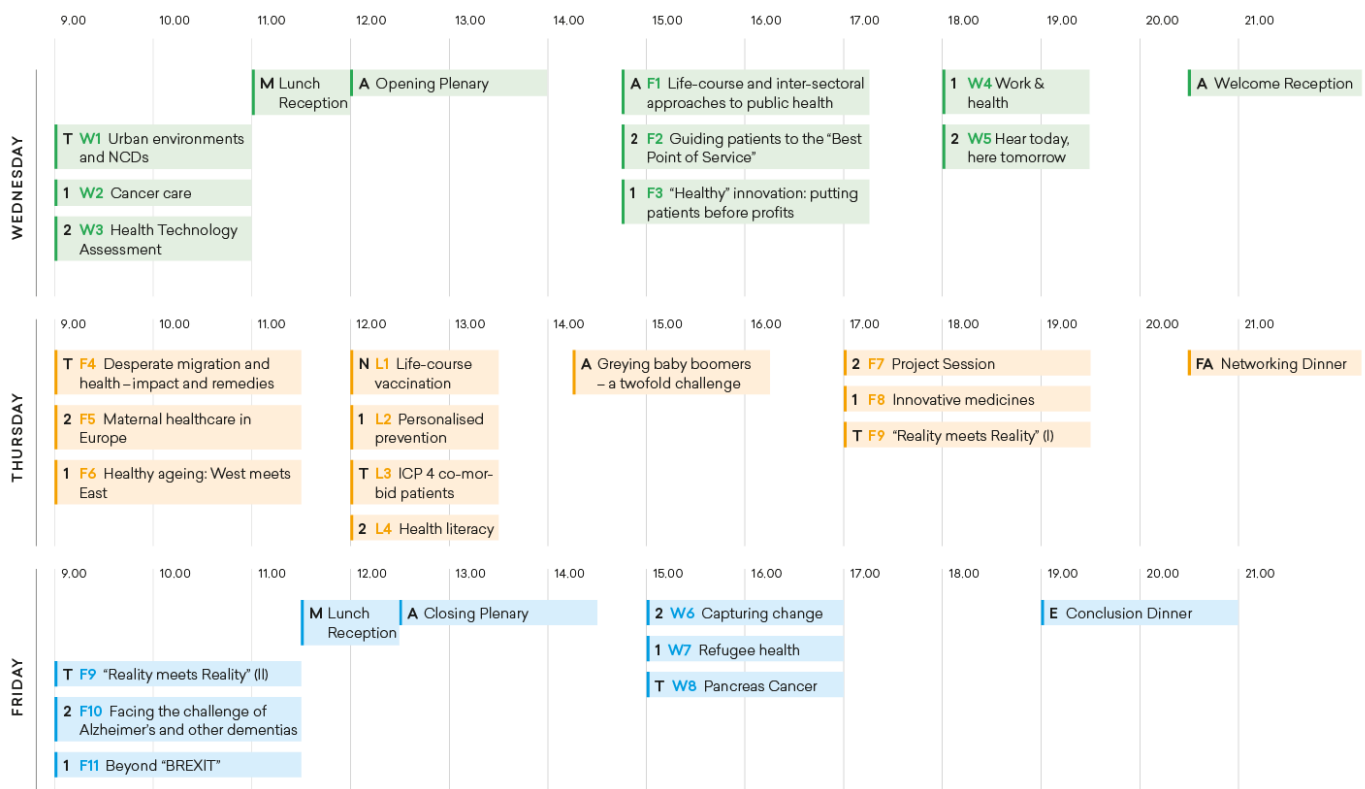 9.00 10.00 11.00 12.00 13.00 14.00 15.00 16.00 17.00 18.00 19.00 20.00 21.00
WEDNESDAY
M Lunch
Reception
A Opening Plenary
A F1 Life-course and inter-sectoral
approaches to public health
1 W4 Work &
health
A Welcome Reception
T W1 Urban environments
and NCDs
2 F2 Guiding patients to the “Best
Point of Service”
2 W5 Hear today,
here tomorrow
1 W2 Cancer care
1 F3 “Healthy” innovation: putting
patients before profits
2 W3 Health Technology
Assessment
9.00 10.00 11.00 12.00 13.00 14.00 15.00 16.00 17.00 18.00 19.00 20.00 21.00
THURSDAY
T F4 Desperate migration and
health – impact and remedies
N L1 Life-course
vaccination
A Greying baby boomers
– a twofold challenge
2 F7 Project Session
FA Networking Dinner
1 F8 Innovative medicines
2 F5 Maternal healthcare in
Europe
1 L2 Personalised
prevention
T F9 “Reality meets Reality” (I)
1 F6 Healthy ageing: West meets
East
T L3 ICP 4 co-mor-
bid patients
2 L4 Health literacy
9.00 10.00 11.00 12.00 13.00 14.00 15.00 16.00 17.00 18.00 19.00 20.00 21.00
FRIDAY
M Lunch
Reception
A Closing Plenary
2 W6 Capturing change
E Conclusion Dinner
1 W7 Refugee health
T F9 “Reality meets Reality” (II)
T W8 Pancreas Cancer
2 F10 Facing the challenge of
Alzheimer’s and other dementias
1 F11 Beyond “BREXIT”